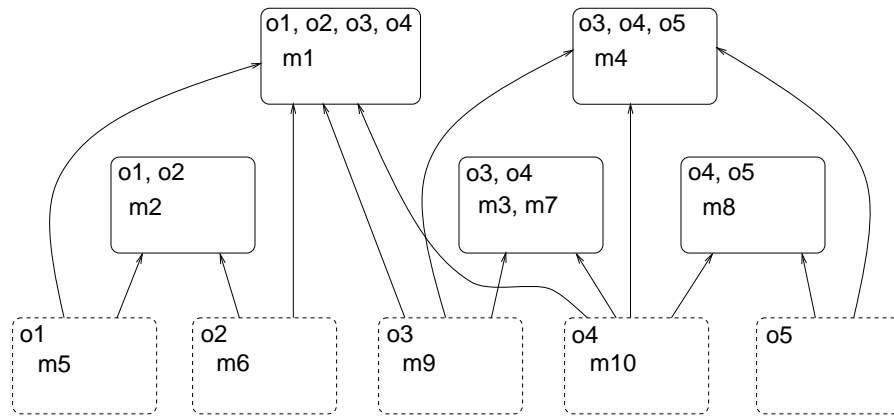 o1, o2, o3, o4
m1
o3, o4, o5
m4
o1, o2
m2
o3, o4
m3, m7
o4, o5
m8
o1
m5
o2
m6
o3
m9
o4
m10
o5